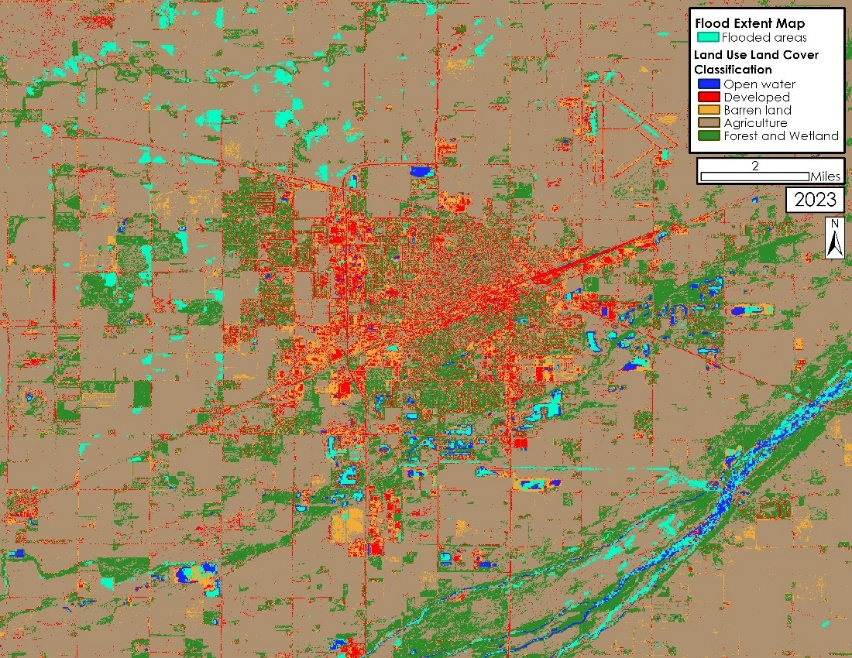 Flood Extent Map
Flooded areas
Land Use Land Cover
Classification
Open water
Developed
Barren land
Agriculture
Forest and Wetland
2
Miles
2023
N